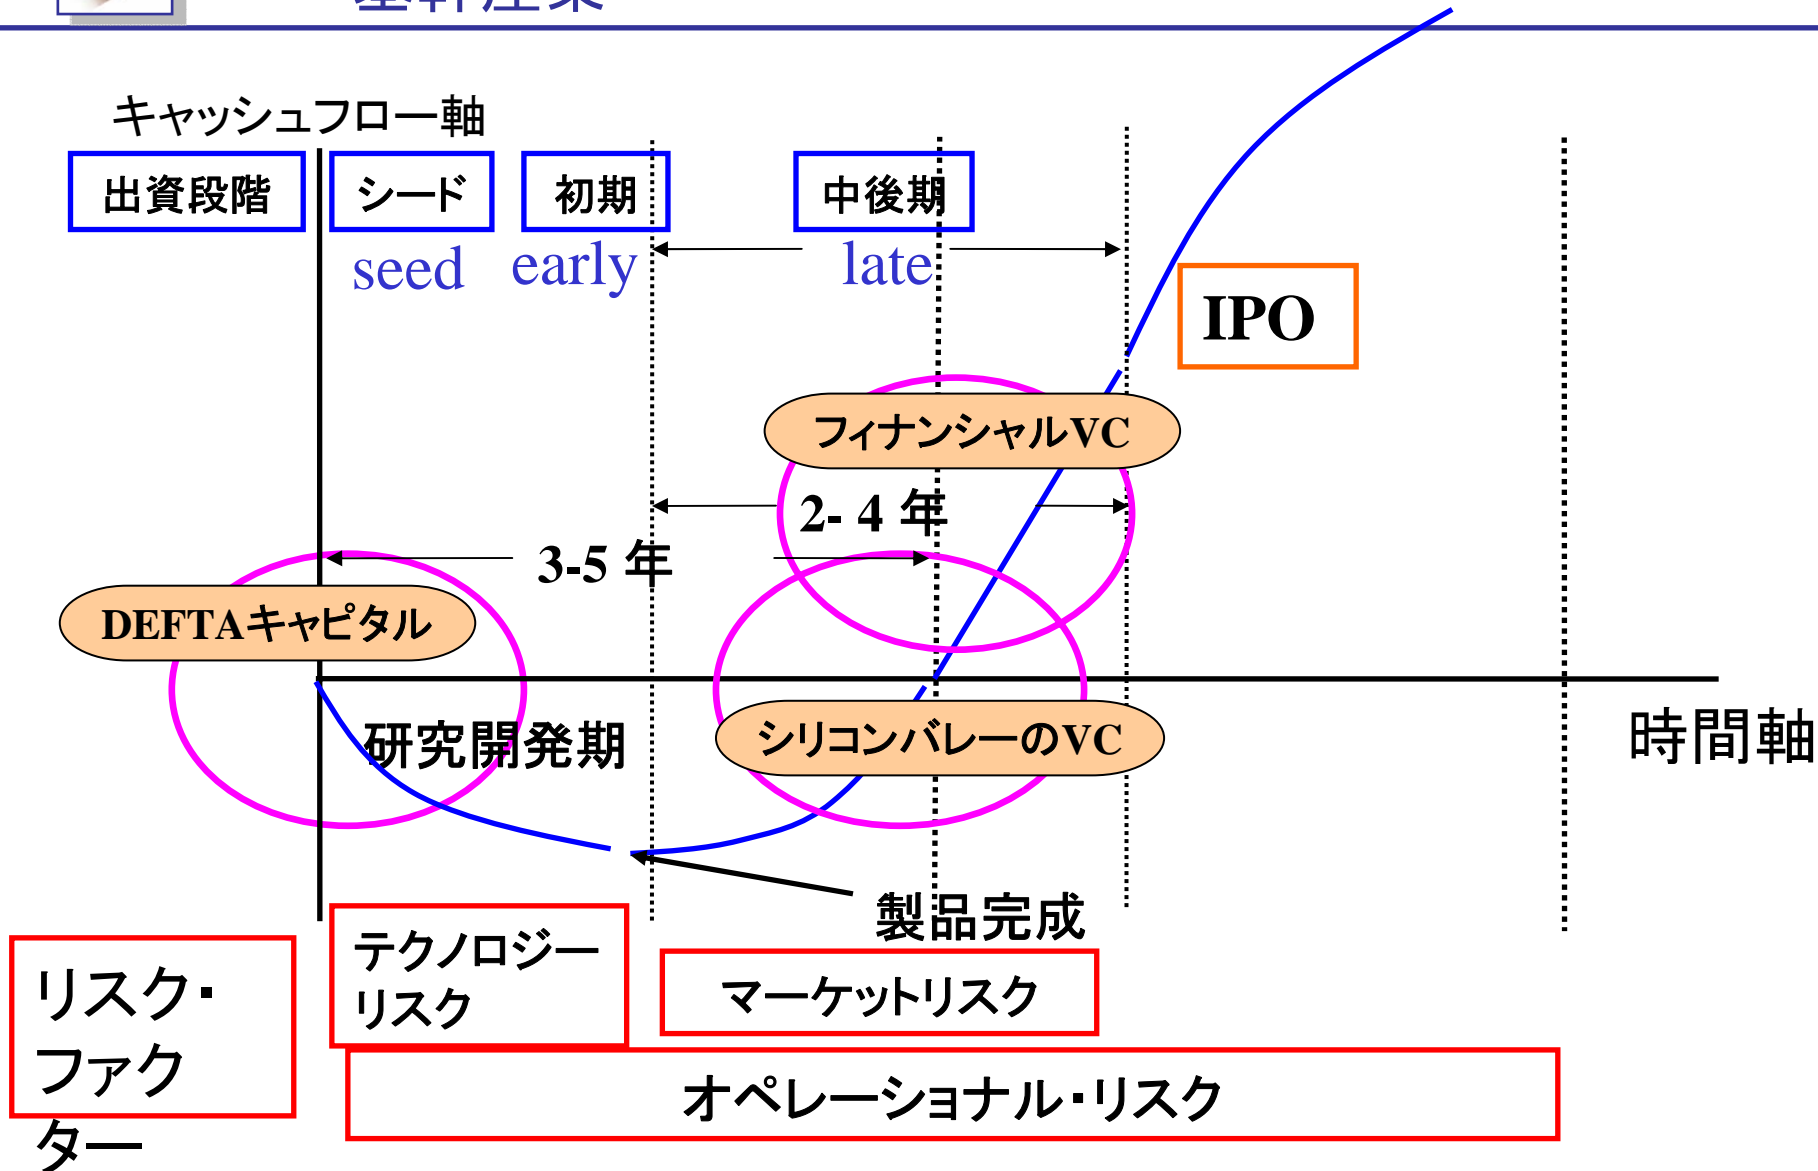 基幹産業
キャッシュフロー軸
出資段階
シード
初期
中後期
seed
early
late
IPO
フィナンシャルVC
2- 4 年
3-5 年
DEFTAキャピタル
研究開発期
シリコンバレーのVC
時間軸
製品完成
テクノロジー
リスク
マーケットリスク
リスク・
ファク
ター
オペレーショナル・リスク